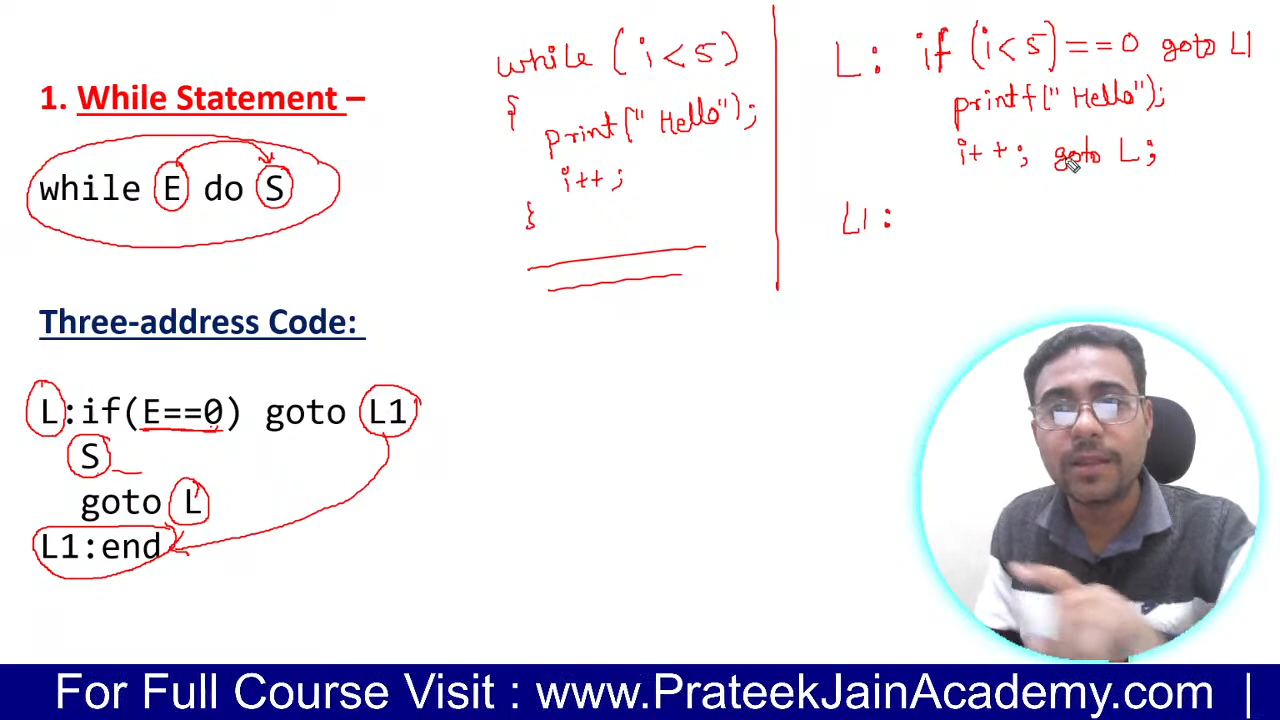 1. While Statement –
while E do S
Three-address Code:
L:if(E==0) goto L1
S
goto L
L1:end
while (i<5)
{
print("Hello");
i++;
}
L: if (i<5)==0 goto L1
printf("Hello");
i++; goto L;
L1:
For Full Course Visit : www.PrateekJainAcademy.com |